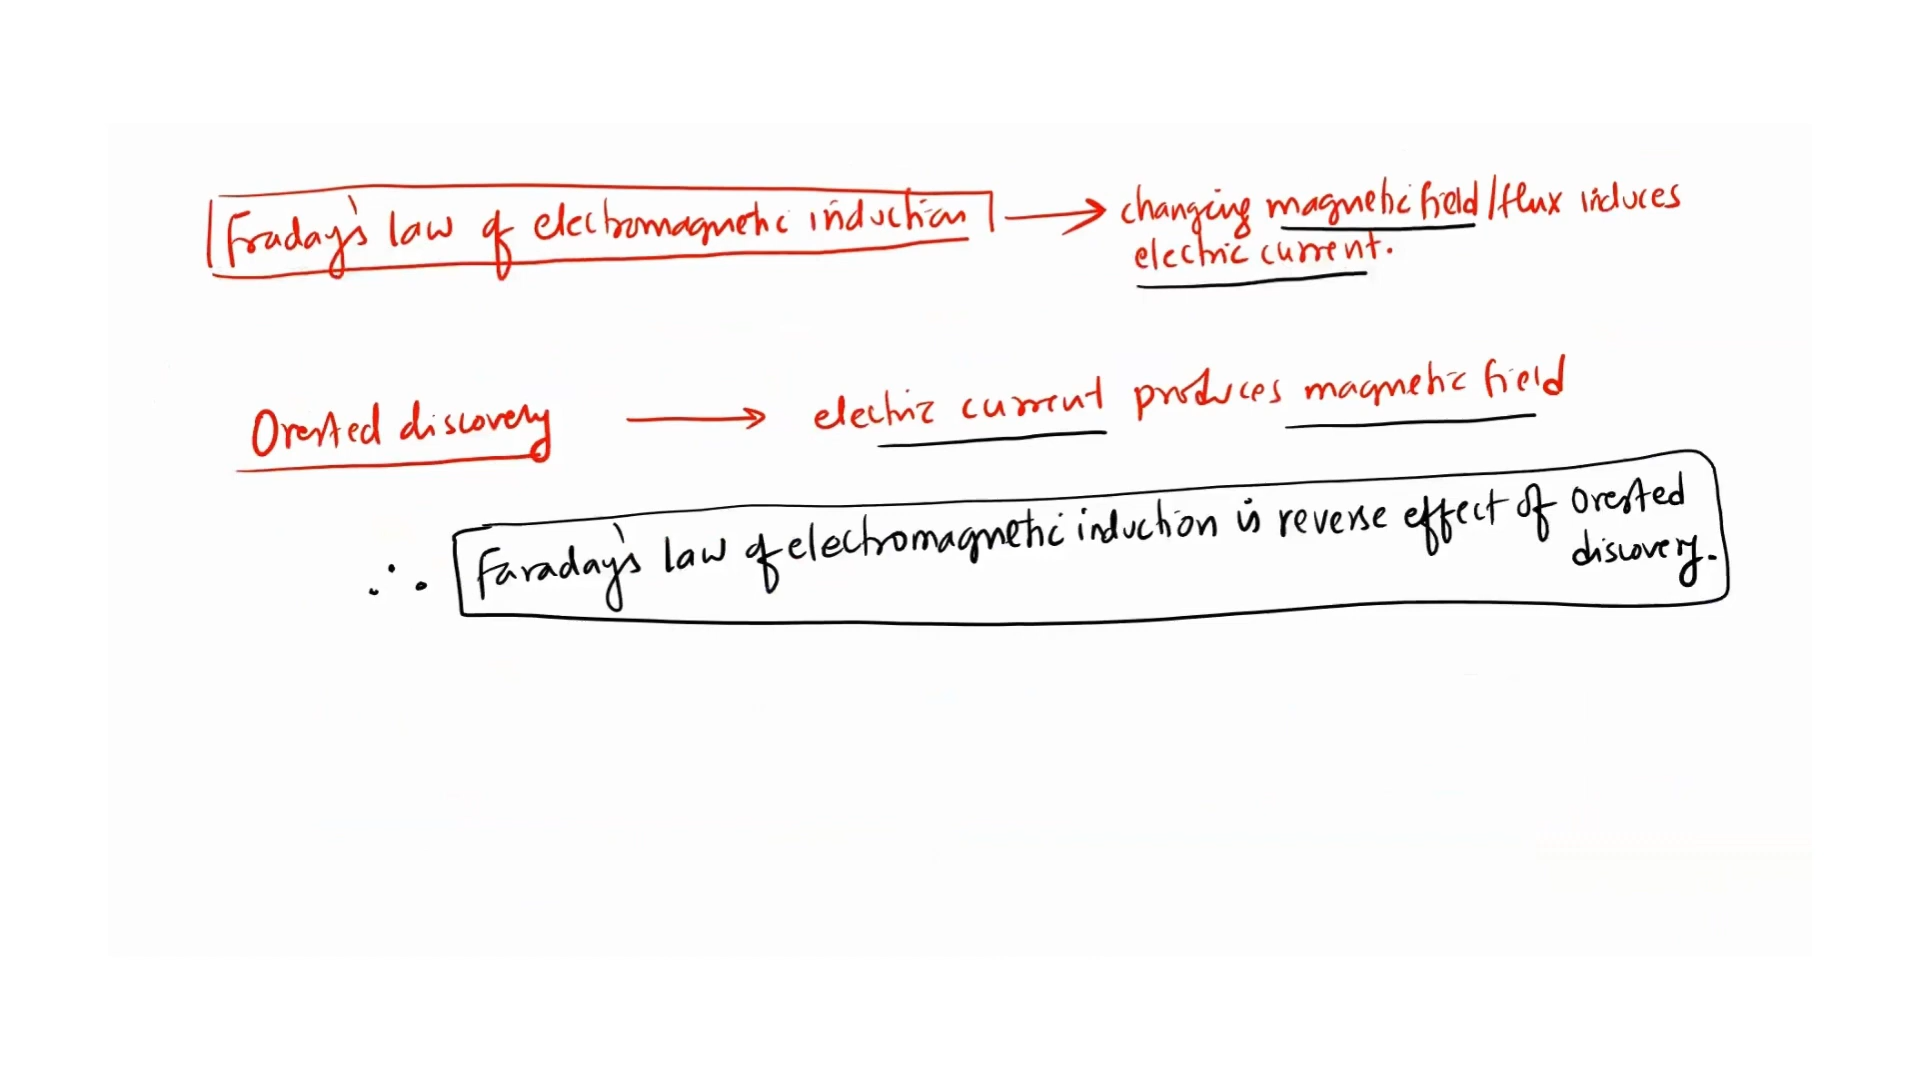 Fraday's law of electromagnetic induction → changing magnetic field/flux induces
electric current.
Orested discovery → electric current produces magnetic field
∴ Faraday's law of electromagnetic induction is reverse effect of Orested
discovery.